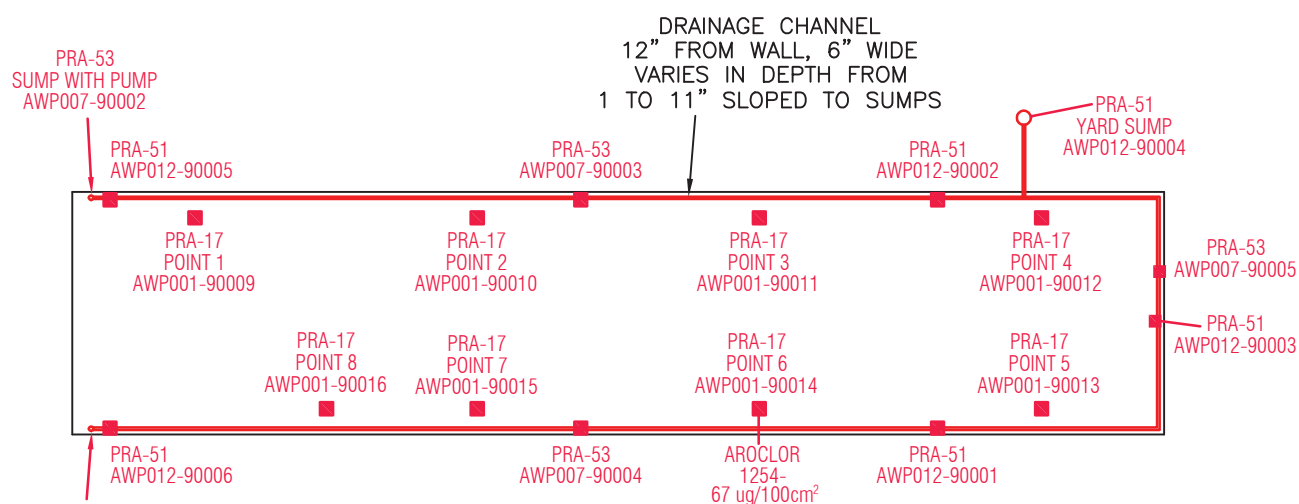 DRAINAGE CHANNEL
12” FROM WALL, 6” WIDE
VARIES IN DEPTH FROM
1 TO 11” SLOPED TO SUMPS
PRA-53
SUMP WITH PUMP
AWP007-90002
PRA-51
YARD SUMP
AWP012-90004
PRA-51
AWP012-90005
PRA-53
AWP007-90003
PRA-51
AWP012-90002
PRA-17
POINT 1
AWP001-90009
PRA-17
POINT 2
AWP001-90010
PRA-17
POINT 3
AWP001-90011
PRA-17
POINT 4
AWP001-90012
PRA-53
AWP007-90005
PRA-51
AWP012-90003
PRA-17
POINT 8
AWP001-90016
PRA-17
POINT 7
AWP001-90015
PRA-17
POINT 6
AWP001-90014
PRA-17
POINT 5
AWP001-90013
PRA-51
AWP012-90006
PRA-53
AWP007-90004
AROCLOR
1254-
67 ug/100cm²
PRA-51
AWP012-90001